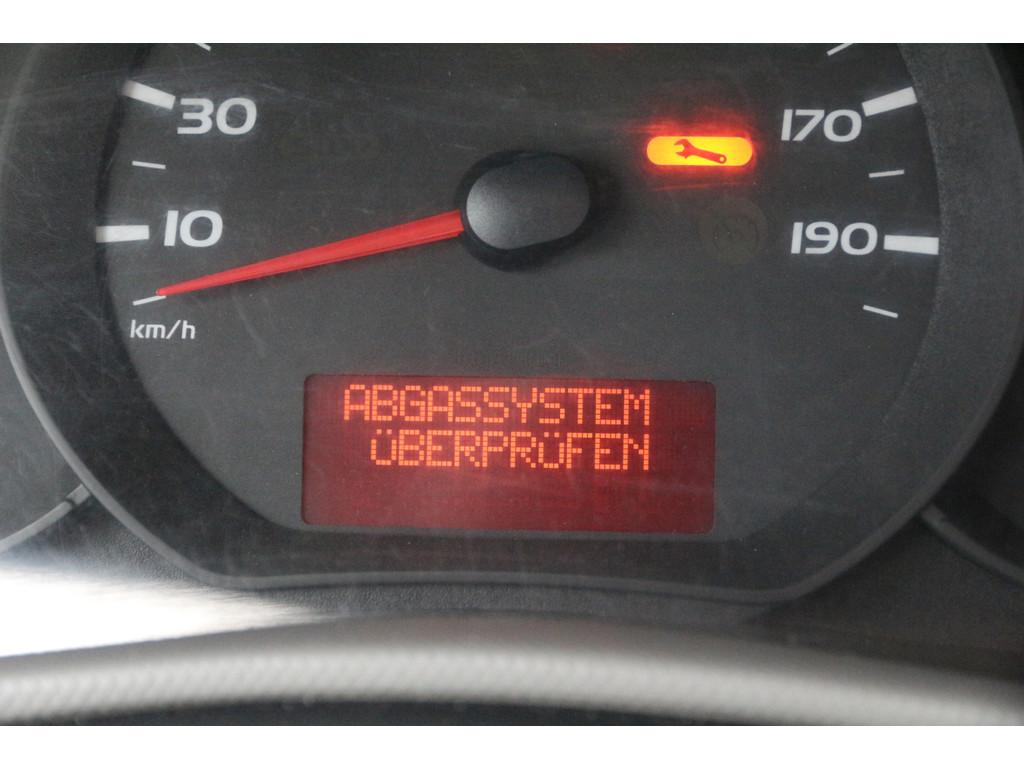 30
170
10
190
km/h
ABGASSYSTEM
ÜBERPRÜFEN